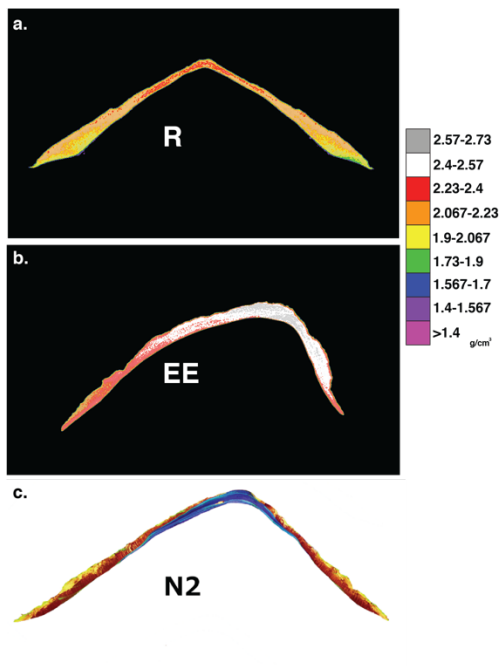 a.
R
2.57-2.73
2.4-2.57
2.23-2.4
2.067-2.23
1.9-2.067
1.73-1.9
1.567-1.7
1.4-1.567
>1.4
g/cm³
b.
EE
c.
N2